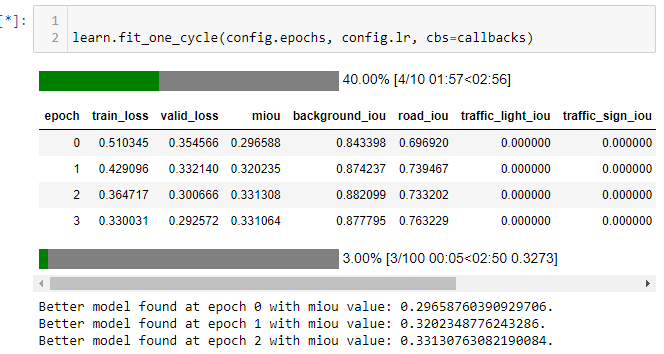 [*]:
1
2 learn.fit_one_cycle(config.epochs, config.lr, cbs=callbacks)
40.00% [4/10 01:57<02:56]
epoch train_loss valid_loss miou background_iou road_iou traffic_light_iou traffic_sign_iou
0 0.510345 0.354566 0.296588 0.843398 0.696920 0.000000 0.000000
1 0.429096 0.332140 0.320235 0.874237 0.739467 0.000000 0.000000
2 0.364717 0.300666 0.331308 0.882099 0.733202 0.000000 0.000000
3 0.330031 0.292572 0.331064 0.877795 0.763229 0.000000 0.000000
3.00% [3/100 00:05<02:50 0.3273]
Better model found at epoch 0 with miou value: 0.29658760390929706.
Better model found at epoch 1 with miou value: 0.3202348776243286.
Better model found at epoch 2 with miou value: 0.33130763082190084.